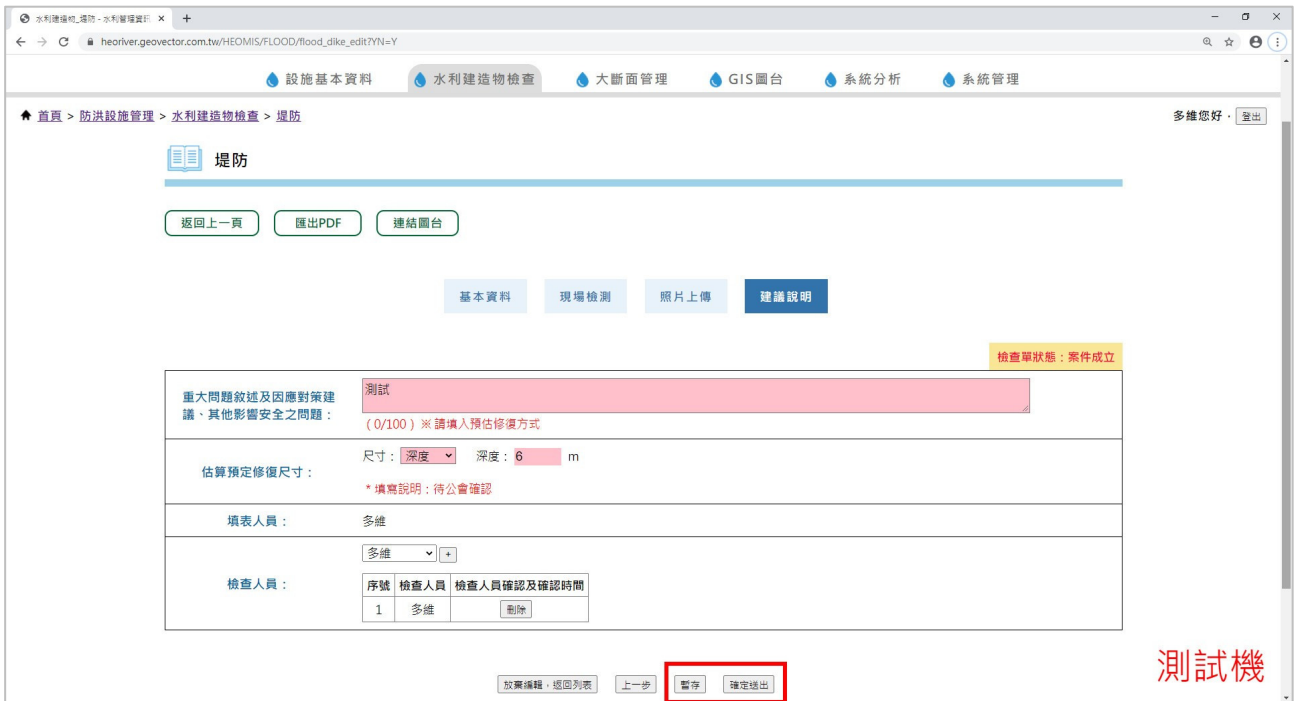 水利建造物_堤防 - 水利管理資訊
heoriver.geovector.com.tw/HEOMIS/FLOOD/flood_dike_edit?YN=Y
設施基本資料 水利建造物檢查 大斷面管理 GIS圖台 系統分析 系統管理
首頁 > 防洪設施管理 > 水利建造物檢查 > 堤防
多維您好， 登出
堤防
返回上一頁 匯出PDF 連結圖台
基本資料 現場檢測 照片上傳 建議說明
檢查單狀態：案件成立
重大問題敘述及因應對策建
議、其他影響安全之問題：
測試
( 0/100 ) ※ 請填入預估修復方式
估算預定修復尺寸：
尺寸： 深度 深度： 6 m
* 填寫說明：待公會確認
填表人員： 多維
檢查人員：
多維 +
序號 檢查人員 檢查人員確認及確認時間
1 多維 刪除
放棄編輯，返回列表 上一步 暫存 確定送出
測試機